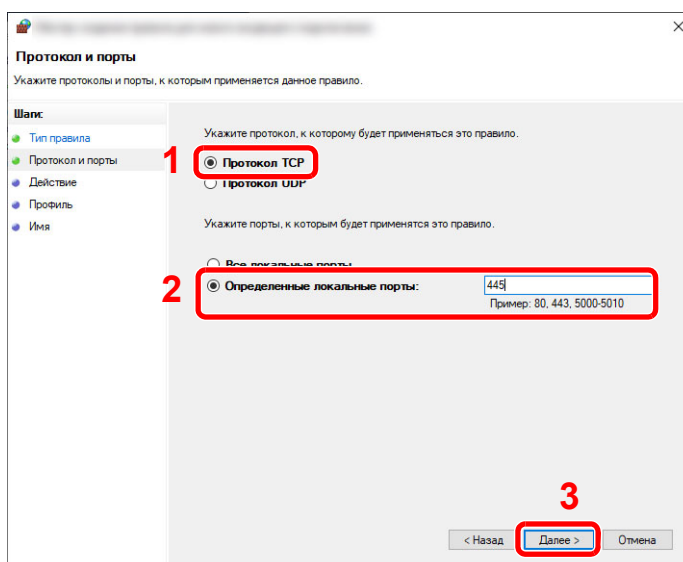 Протокол и порты
Укажите протоколы и порты, к которым применяется данное правило.
Шаги:
Тип правила
Протокол и порты
Действие
Профиль
Имя
Укажите протокол, к которому будет применяться это правило.
1
Протокол TCP
Протокол UDP
Укажите порты, к которым будет применятся это правило.
Все локальные порты
2
Определенные локальные порты:
445
Пример: 80, 443, 5000-5010
3
< Назад
Далее >
Отмена